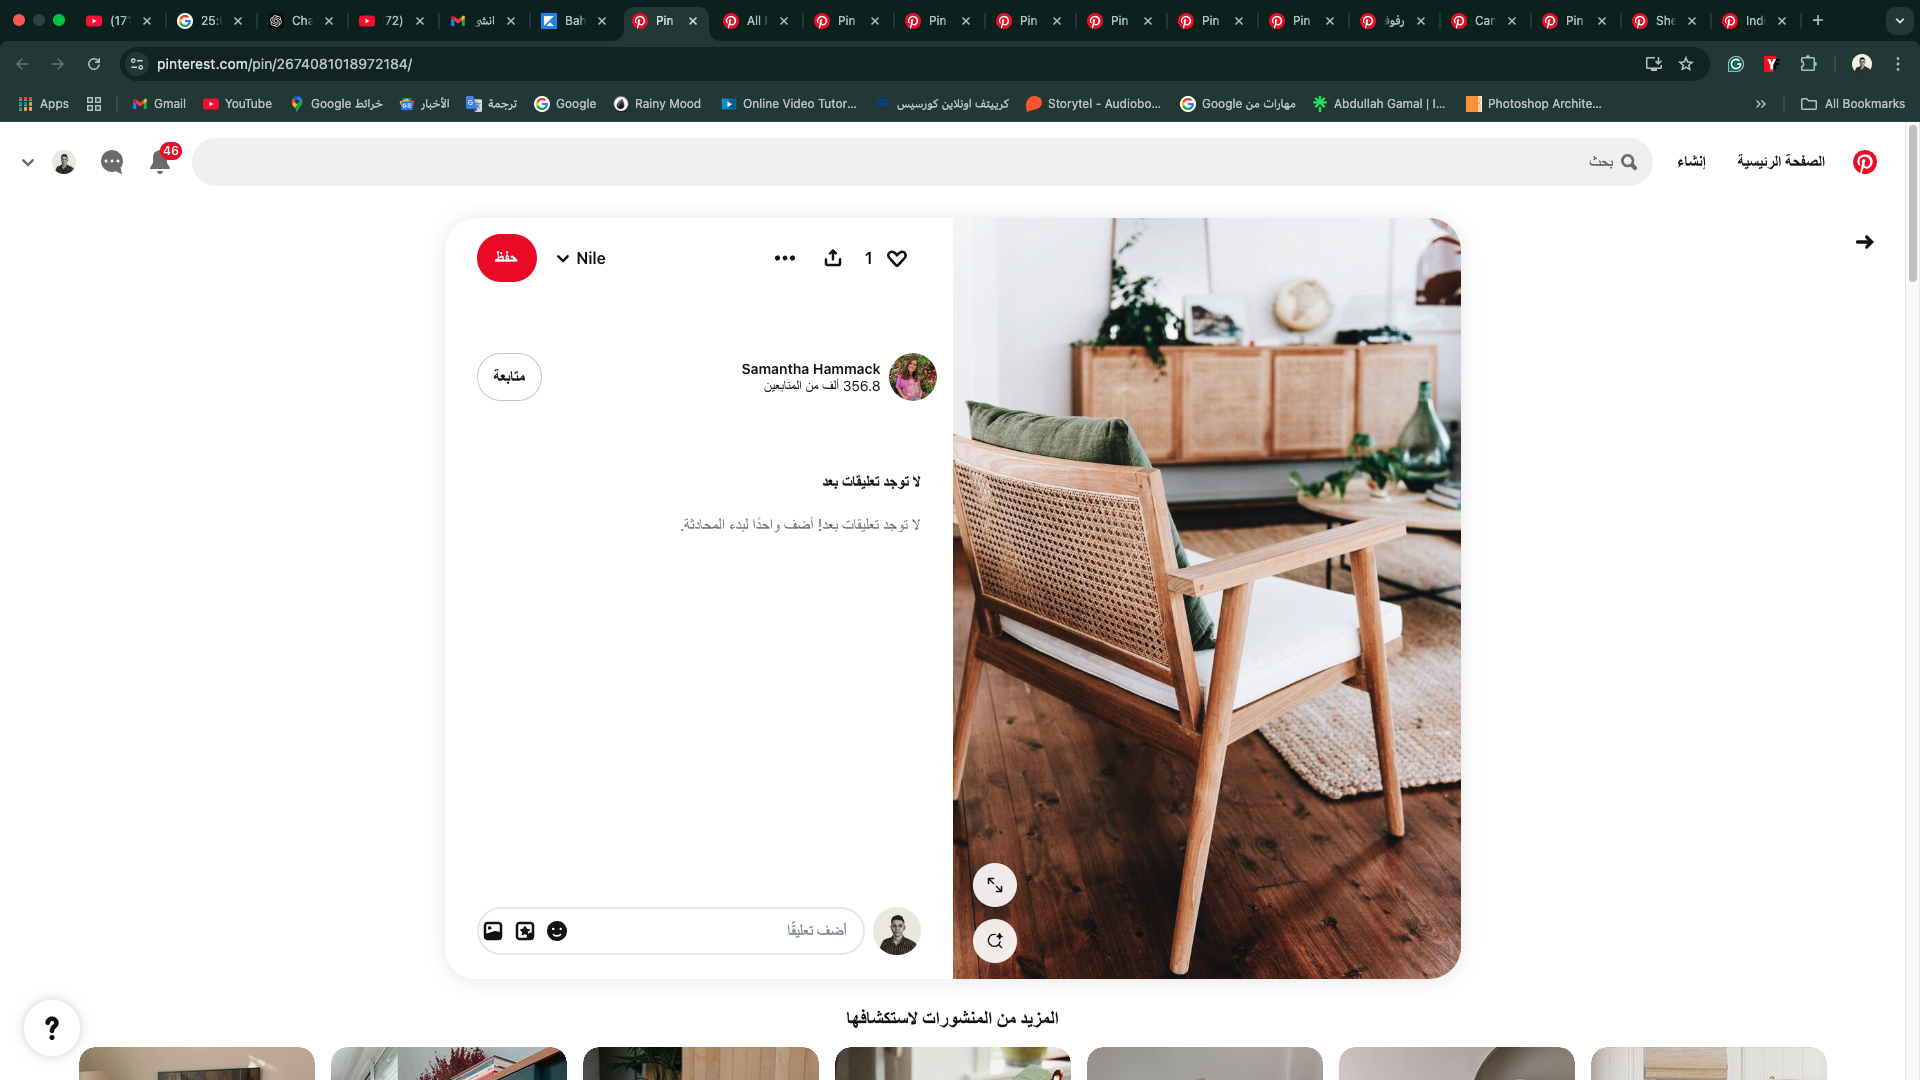 (17
25:
Cha
72)
انشر
Bah
Pin
All
Pin
Pin
Pin
Pin
Pin
Pin
رفوف
Car
Pin
She
Ind
pinterest.com/pin/2674081018972184/
Apps
Gmail
YouTube
خرائط Google
الأخبار
ترجمة
Google
Rainy Mood
Online Video Tutor...
كرييتف اونلاين كورسيس
Storytel - Audiobo...
مهارات من Google
Abdullah Gamal | I...
Photoshop Archite...
All Bookmarks
الصفحة الرئيسية
إنشاء
بحث
46
1
Nile
حفظ
Samantha Hammack
356.8 ألف من المتابعين
متابعة
لا توجد تعليقات بعد
لا توجد تعليقات بعد! أضف واحدًا لبدء المحادثة.
أضف تعليقًا
المزيد من المنشورات لاستكشافها
?